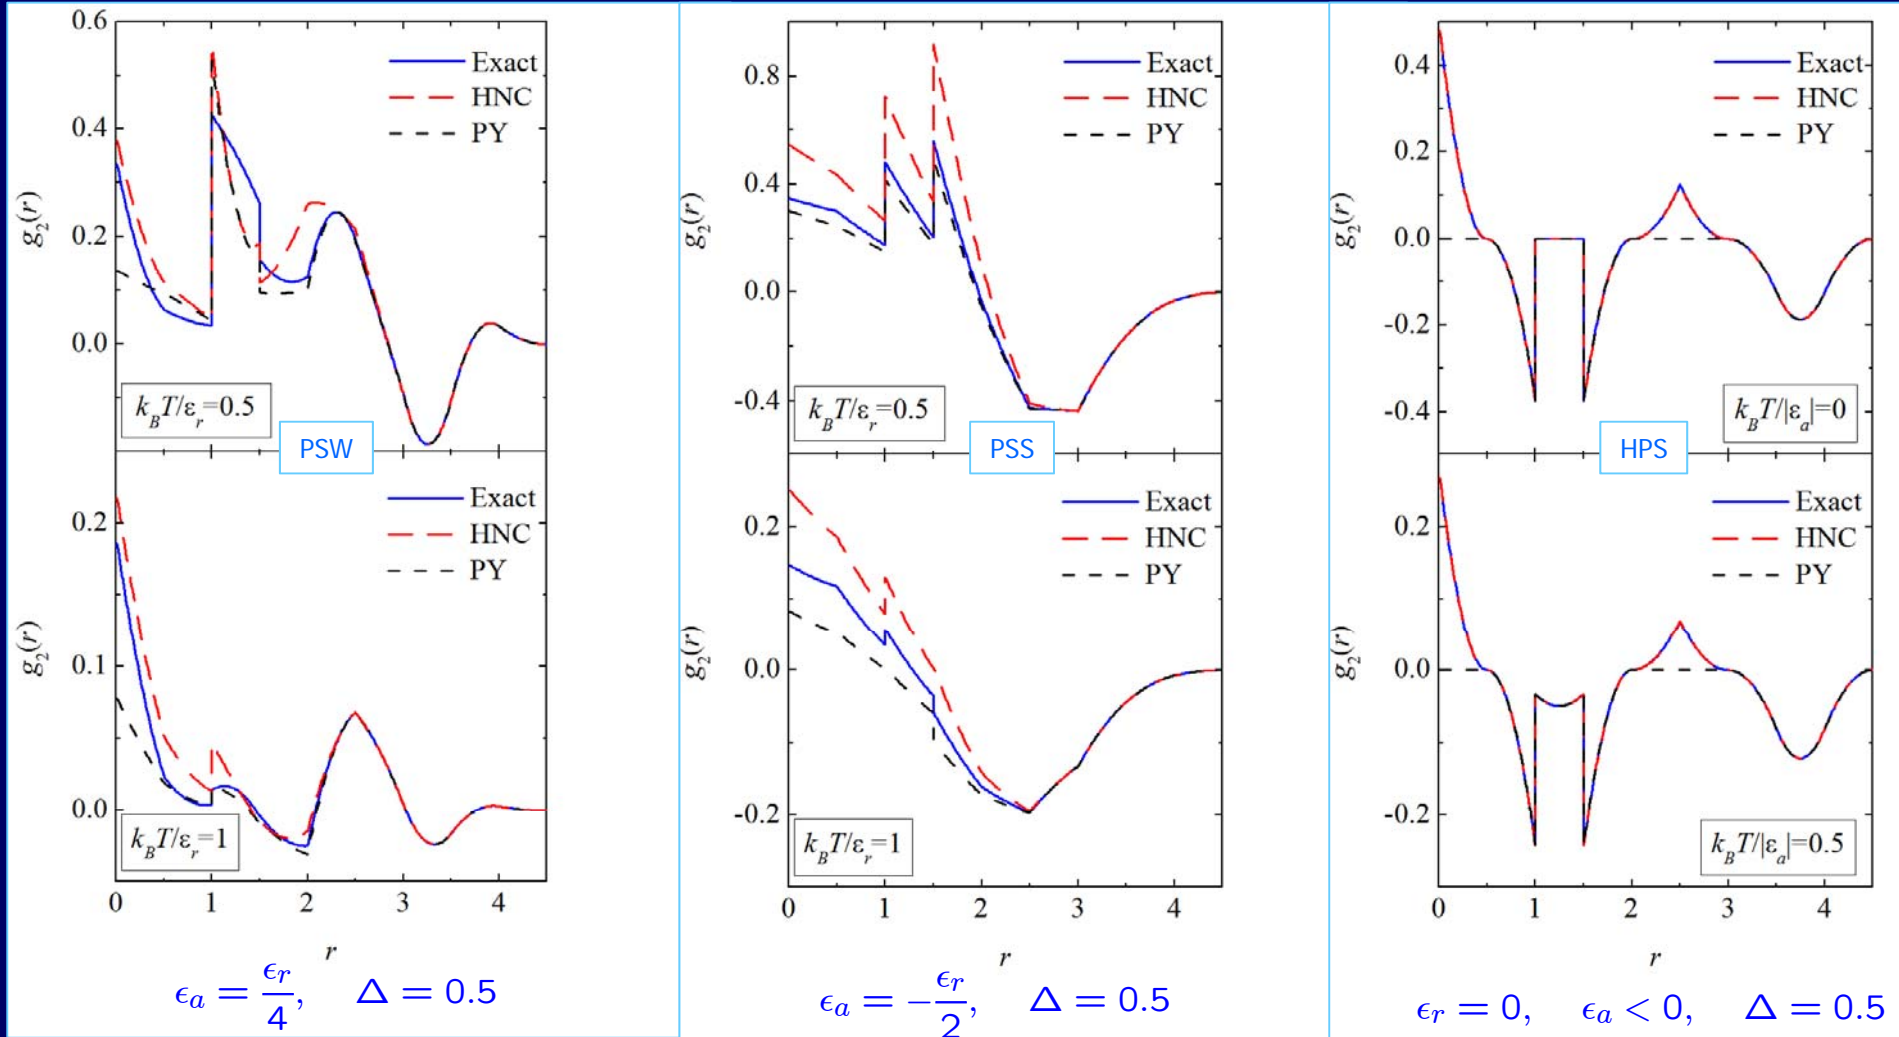 0.6
0.4
0.2
0.0
g₂(r)
Exact
HNC
PY
k_BT/ε_r=0.5
PSW
0.2
0.1
0.0
g₂(r)
Exact
HNC
PY
k_BT/ε_r=1
0 1 2 3 4
r
ϵ_a = ϵ_r/4, Δ = 0.5
0.8
0.4
0.0
-0.4
g₂(r)
Exact
HNC
PY
k_BT/ε_r=0.5
PSS
0.2
0.0
-0.2
g₂(r)
Exact
HNC
PY
k_BT/ε_r=1
0 1 2 3 4
r
ϵ_a = −ϵ_r/2, Δ = 0.5
0.4
0.2
0.0
-0.2
-0.4
g₂(r)
Exact
HNC
PY
k_BT/|ε_a|=0
HPS
0.2
0.0
-0.2
g₂(r)
Exact
HNC
PY
k_BT/|ε_a|=0.5
0 1 2 3 4
r
ϵ_r = 0, ϵ_a < 0, Δ = 0.5